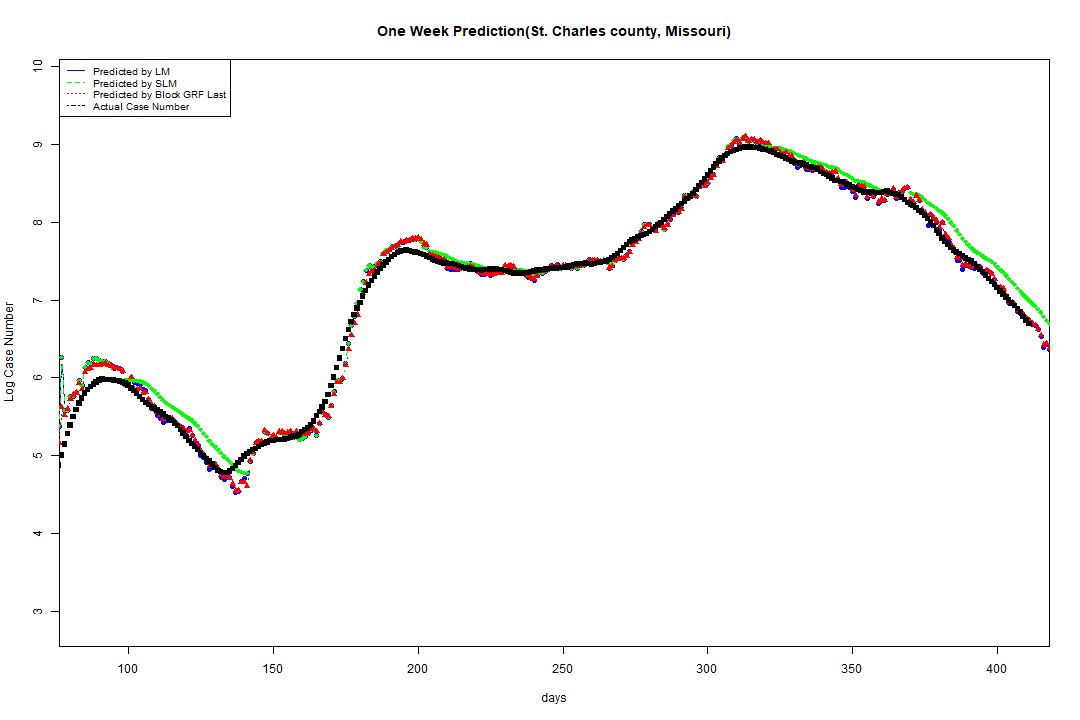 One Week Prediction(St. Charles county, Missouri)
Predicted by LM
Predicted by SLM
Predicted by Block GRF Last
Actual Case Number
Log Case Number
10
9
8
7
6
5
4
3
100 150 200 250 300 350 400
days